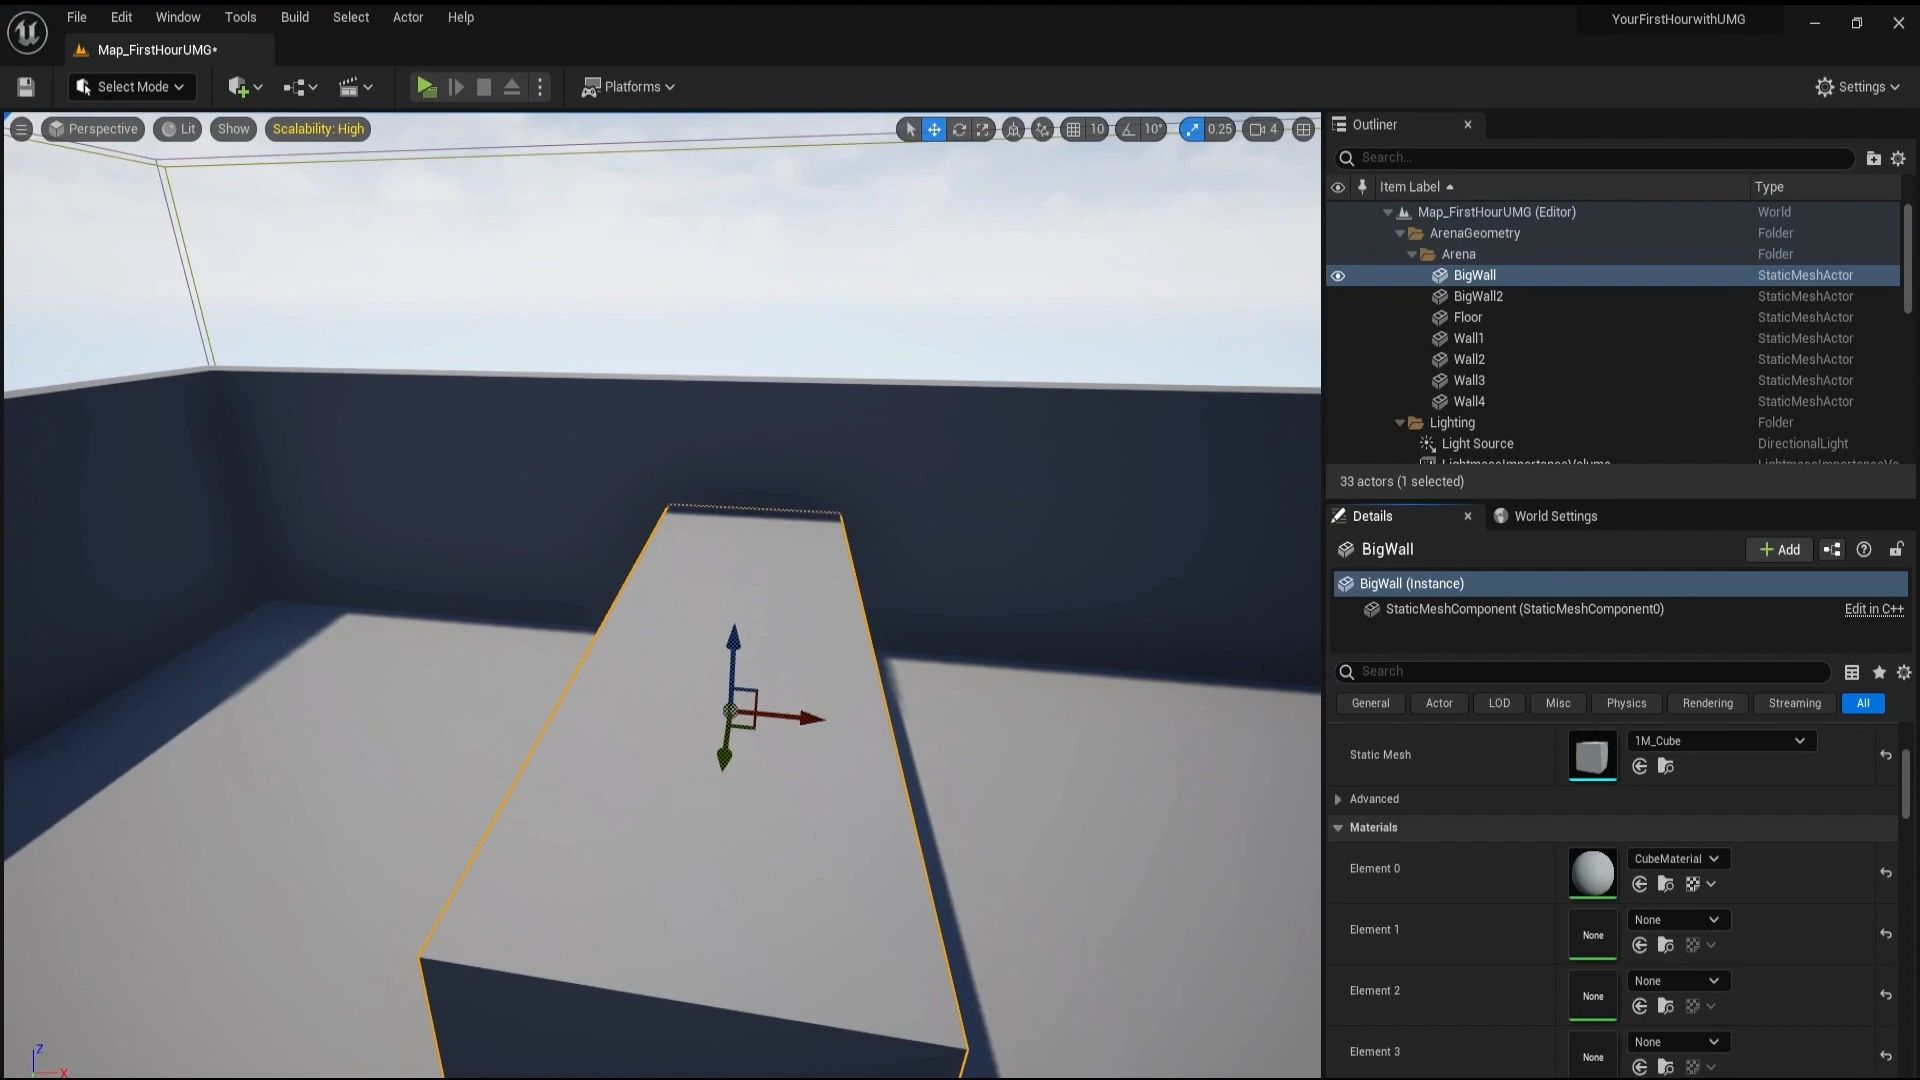 File Edit Window Tools Build Select Actor Help
YourFirstHourwithUMG
Map_FirstHourUMG*
Select Mode
Platforms
Settings
Perspective Lit Show Scalability: High
10 10° 0.25 4
Outliner
Search...
Item Label Type
Map_FirstHourUMG (Editor) World
ArenaGeometry Folder
Arena Folder
BigWall StaticMeshActor
BigWall2 StaticMeshActor
Floor StaticMeshActor
Wall1 StaticMeshActor
Wall2 StaticMeshActor
Wall3 StaticMeshActor
Wall4 StaticMeshActor
Lighting Folder
Light Source DirectionalLight
33 actors (1 selected)
Details World Settings
BigWall
Add
BigWall (Instance)
StaticMeshComponent (StaticMeshComponent0) Edit in C++
Search
General Actor LOD Misc Physics Rendering Streaming All
Static Mesh 1M_Cube
Advanced
Materials
Element 0 CubeMaterial
Element 1 None None
Element 2 None None
Element 3 None None
Z
X